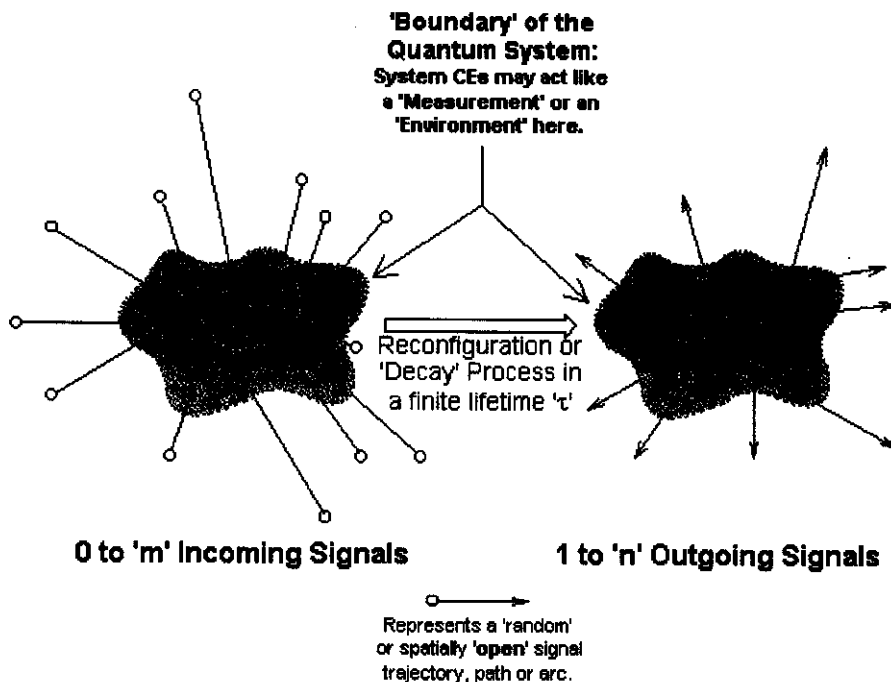 'Boundary' of the
Quantum System:
System CEs may act like
a 'Measurement' or an
'Environment' here.
Reconfiguration or
'Decay' Process in
a finite lifetime 'τ'
0 to 'm' Incoming Signals
1 to 'n' Outgoing Signals
Represents a 'random'
or spatially 'open' signal
trajectory, path or arc.